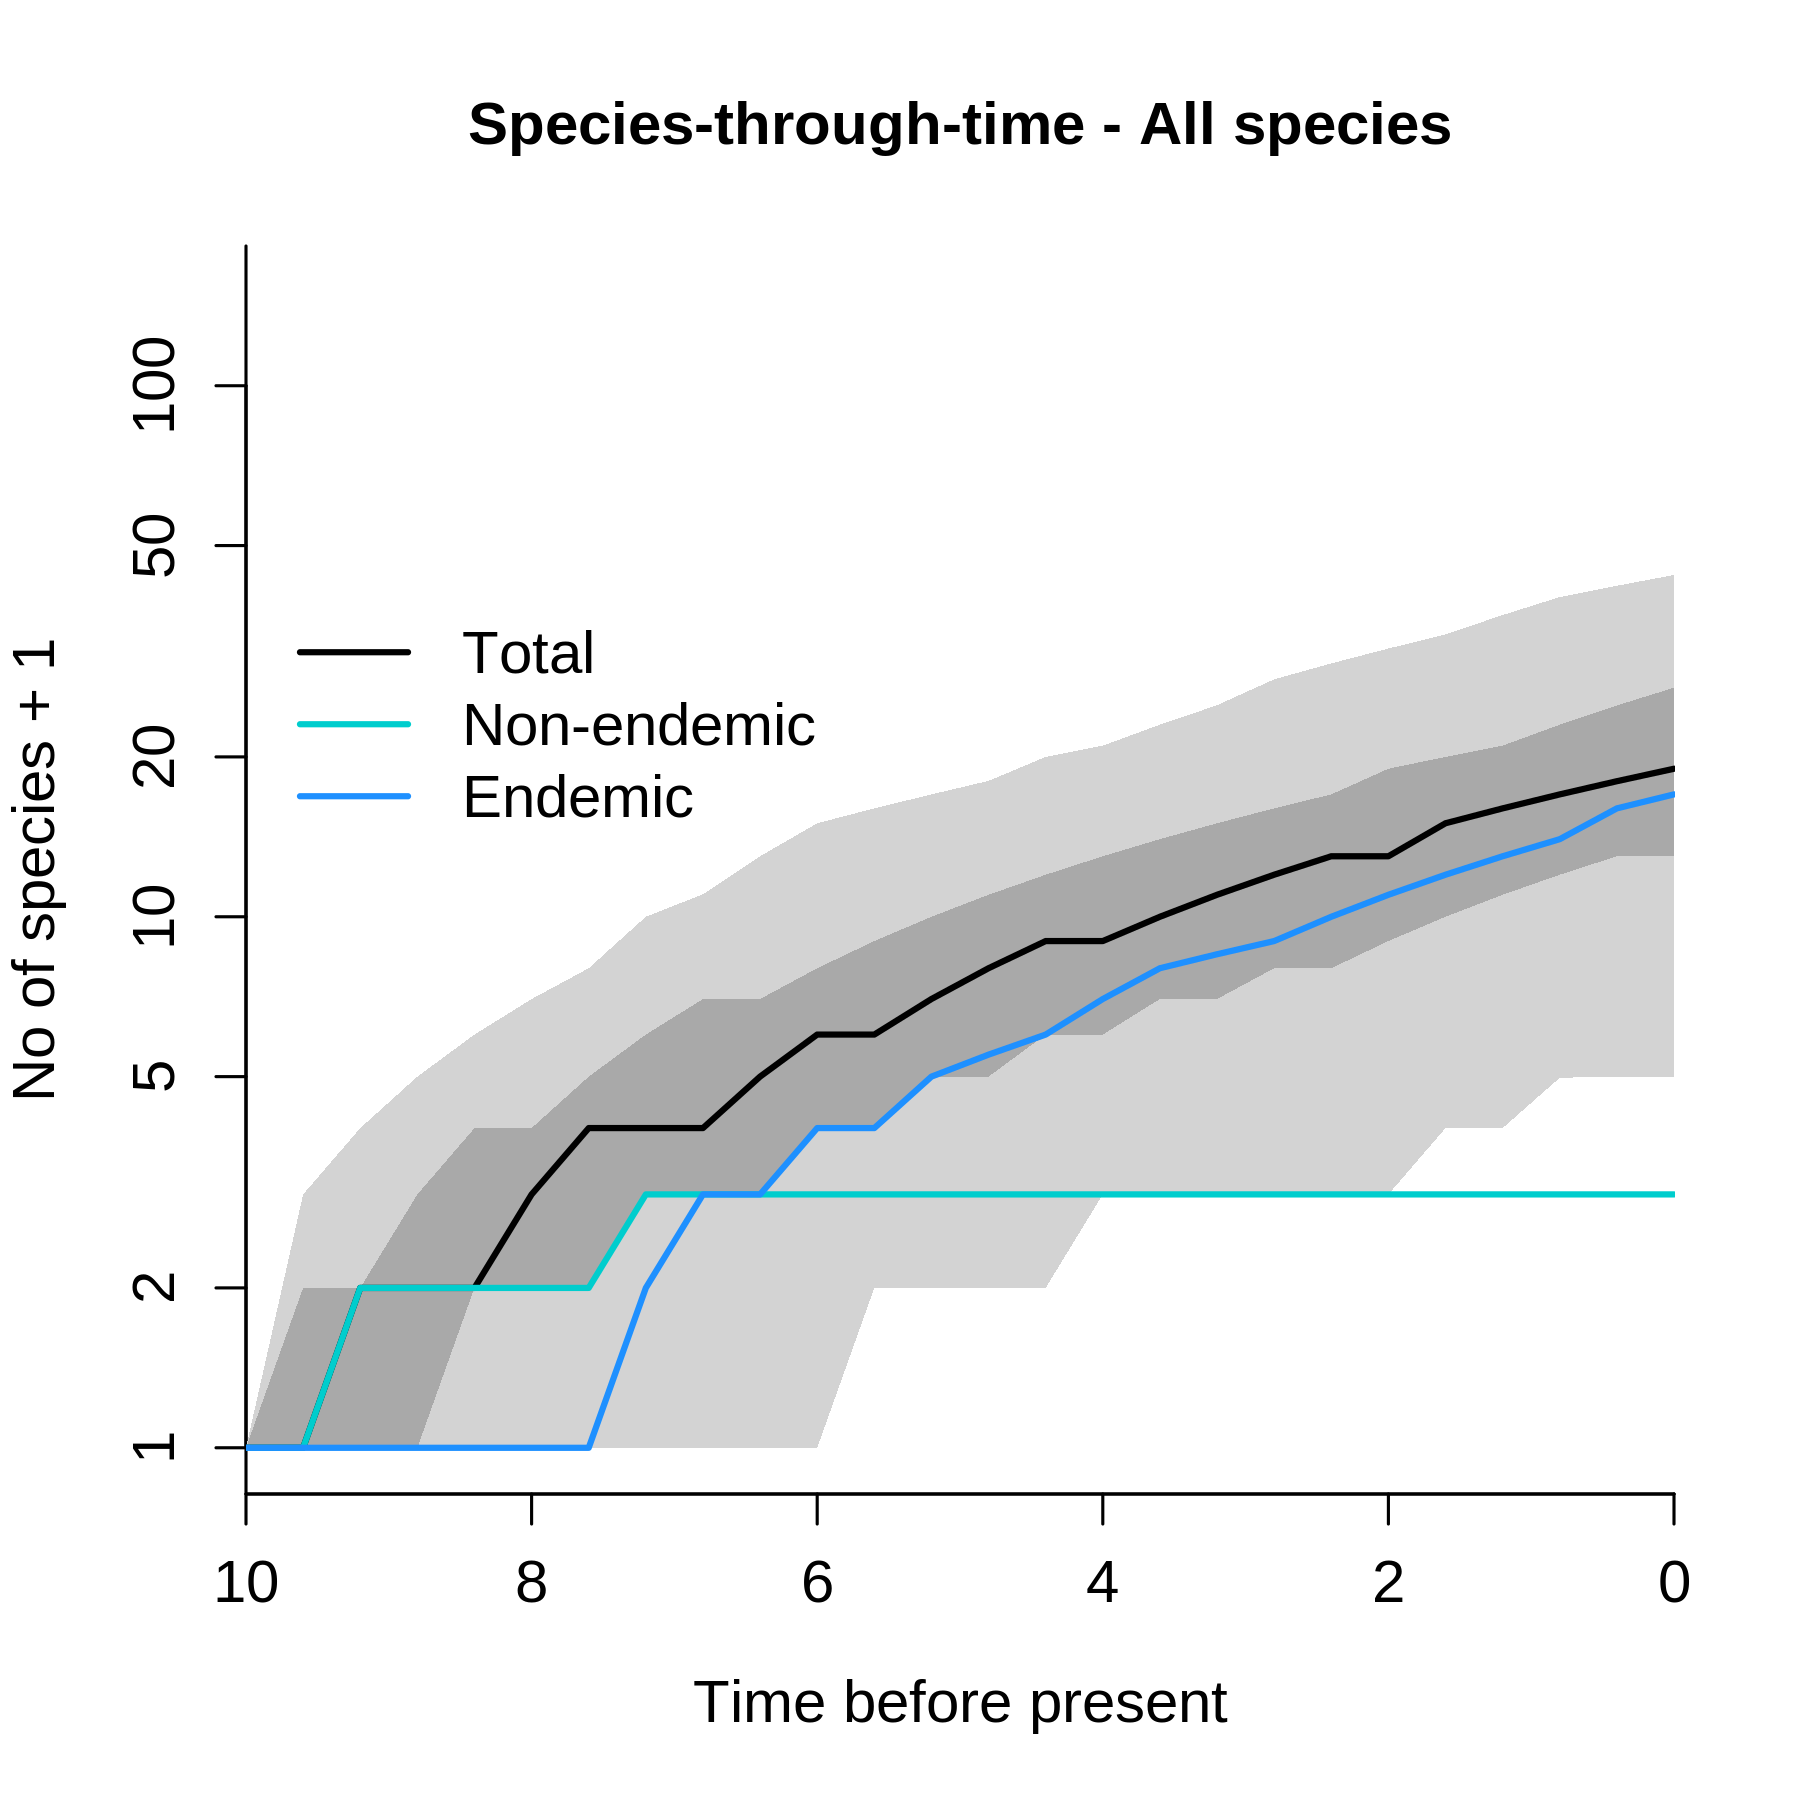 Species-through-time - All species
No of species + 1
100
50
20
10
5
2
1
Total
Non-endemic
Endemic
10 8 6 4 2 0
Time before present